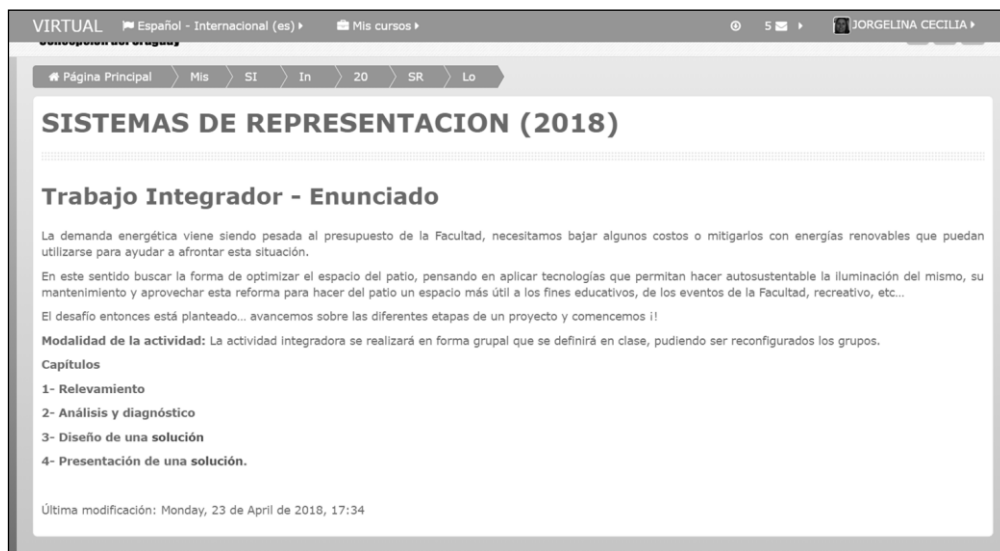 VIRTUAL Español - Internacional (es) Mis cursos 5 JORGELINA CECILIA
Concepción del Uruguay
Página Principal Mis SI In 20 SR Lo
SISTEMAS DE REPRESENTACION (2018)
Trabajo Integrador - Enunciado
La demanda energética viene siendo pesada al presupuesto de la Facultad, necesitamos bajar algunos costos o mitigarlos con energías renovables que puedan
utilizarse para ayudar a afrontar esta situación.
En este sentido buscar la forma de optimizar el espacio del patio, pensando en aplicar tecnologías que permitan hacer autosustentable la iluminación del mismo, su
mantenimiento y aprovechar esta reforma para hacer del patio un espacio más útil a los fines educativos, de los eventos de la Facultad, recreativo, etc...
El desafío entonces está planteado... avancemos sobre las diferentes etapas de un proyecto y comencemos ¡!
Modalidad de la actividad: La actividad integradora se realizará en forma grupal que se definirá en clase, pudiendo ser reconfigurados los grupos.
Capítulos
1- Relevamiento
2- Análisis y diagnóstico
3- Diseño de una solución
4- Presentación de una solución.
Última modificación: Monday, 23 de April de 2018, 17:34